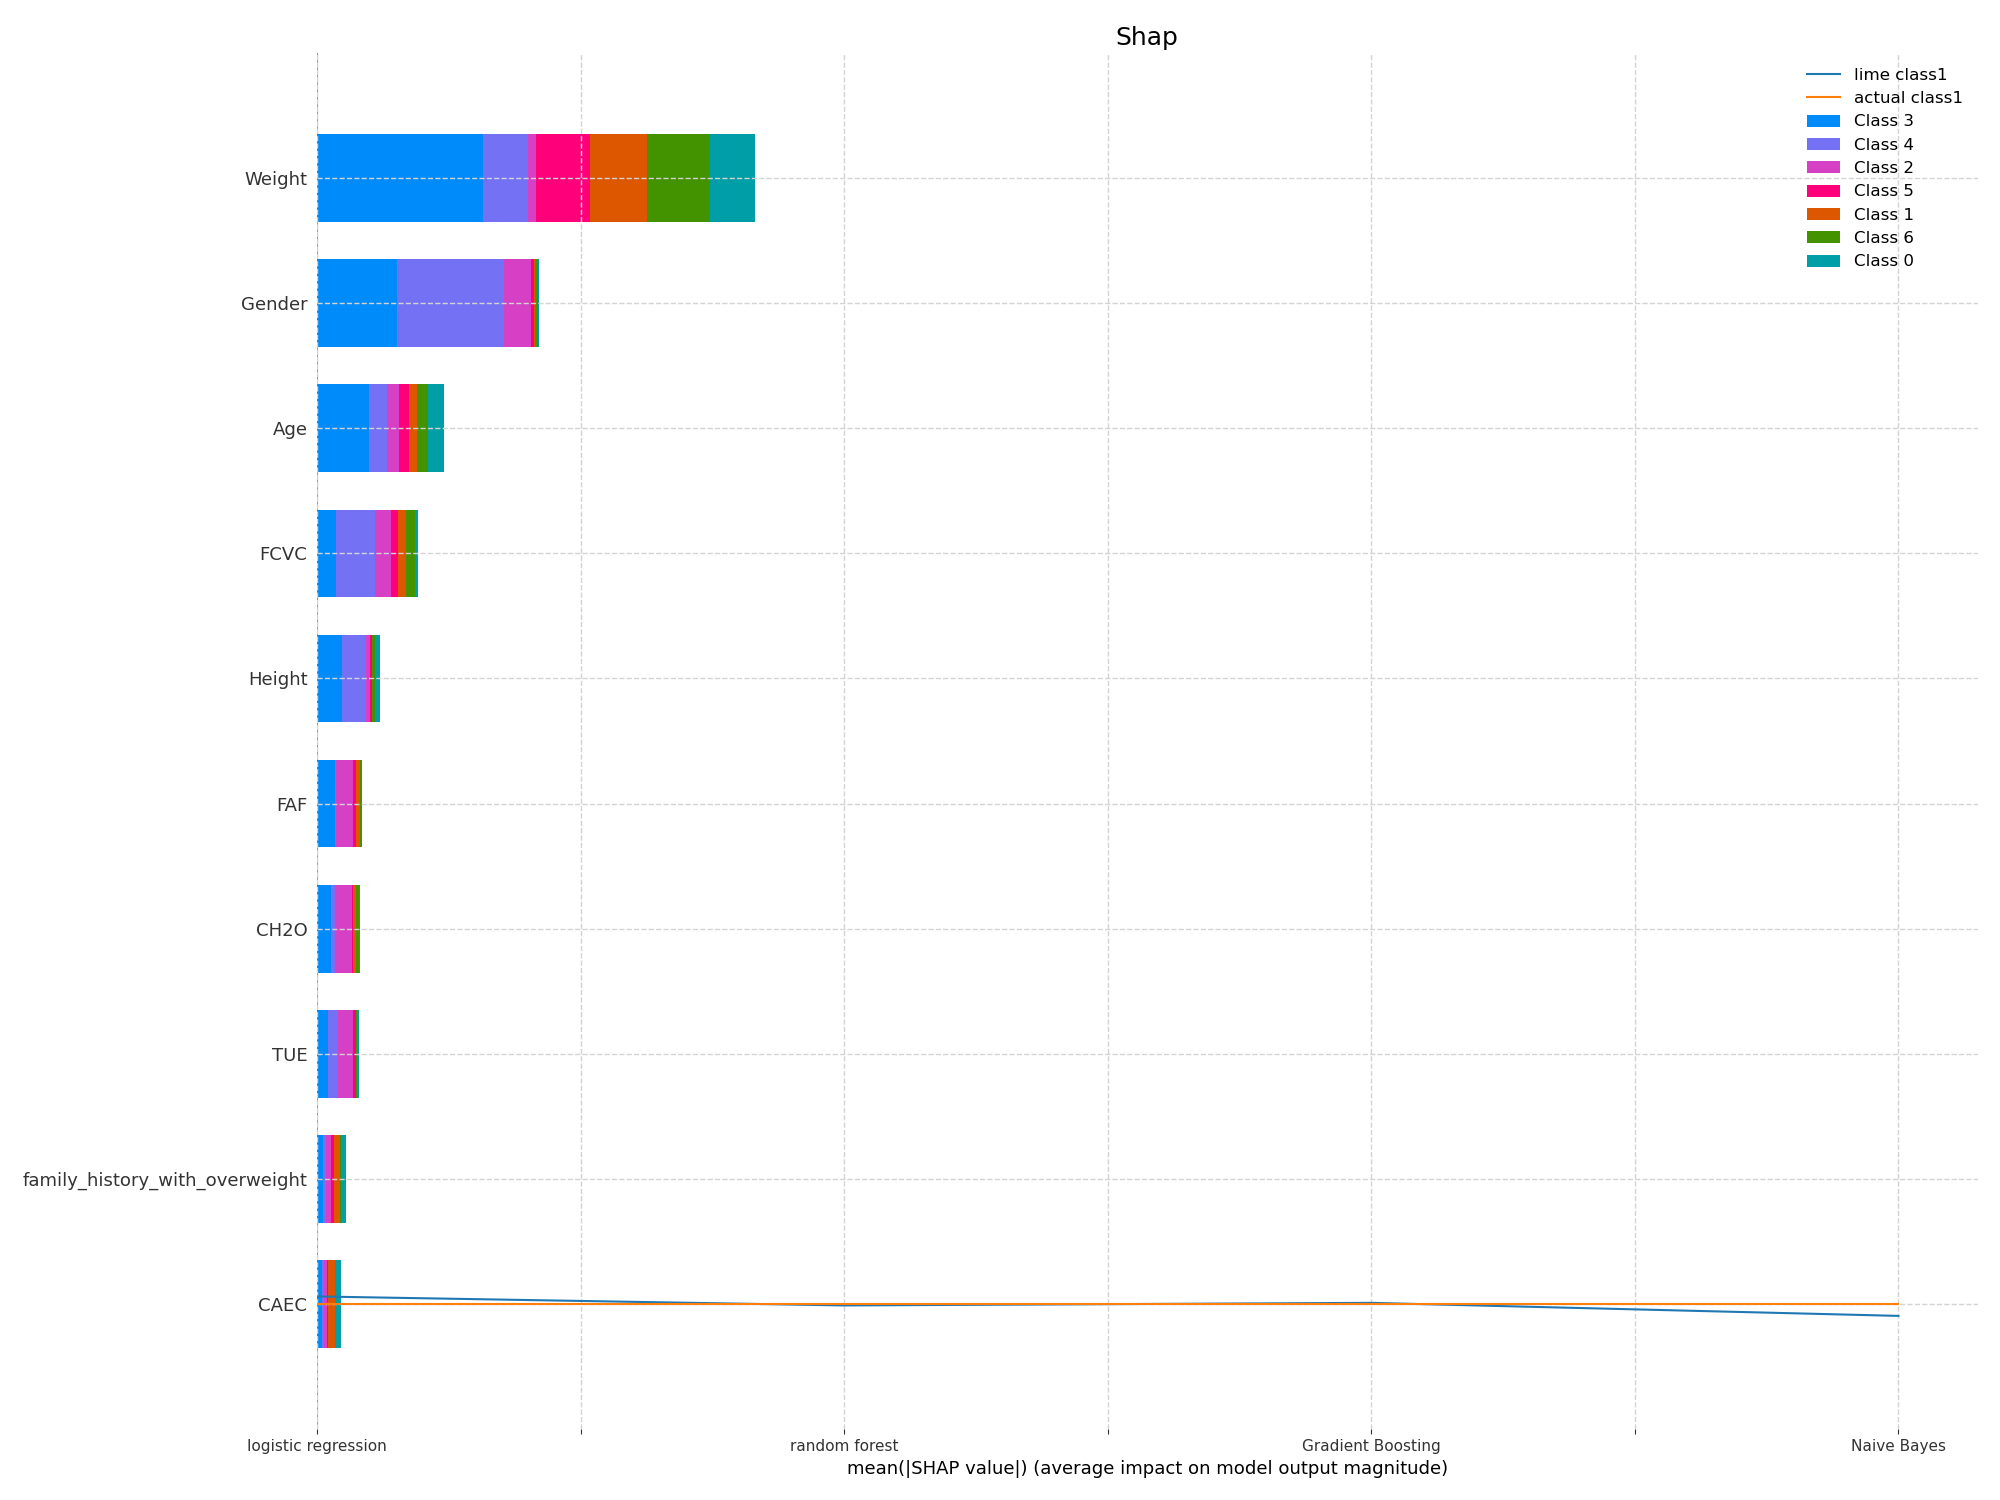 Shap
lime class1
actual class1
Class 3
Class 4
Class 2
Class 5
Class 1
Class 6
Class 0
Weight
Gender
Age
FCVC
Height
FAF
CH2O
TUE
family_history_with_overweight
CAEC
logistic regression
random forest
Gradient Boosting
Naive Bayes
mean(|SHAP value|) (average impact on model output magnitude)